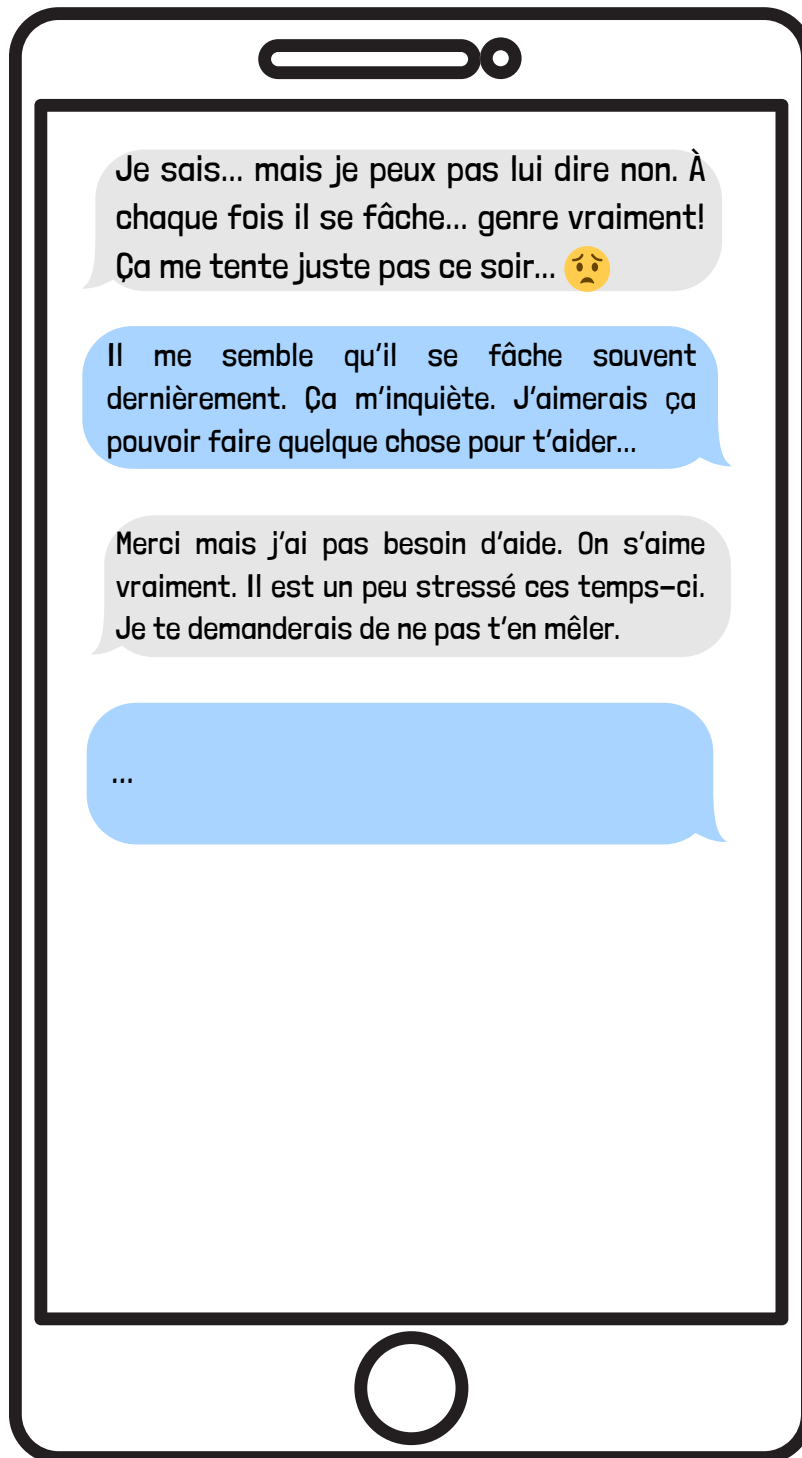 Je sais... mais je peux pas lui dire non. À
chaque fois il se fâche... genre vraiment!
Ça me tente juste pas ce soir... 😟
Il me semble qu'il se fâche souvent
dernièrement. Ça m'inquiète. J'aimerais ça
pouvoir faire quelque chose pour t'aider...
Merci mais j'ai pas besoin d'aide. On s'aime
vraiment. Il est un peu stressé ces temps-ci.
Je te demanderais de ne pas t'en mêler.
...